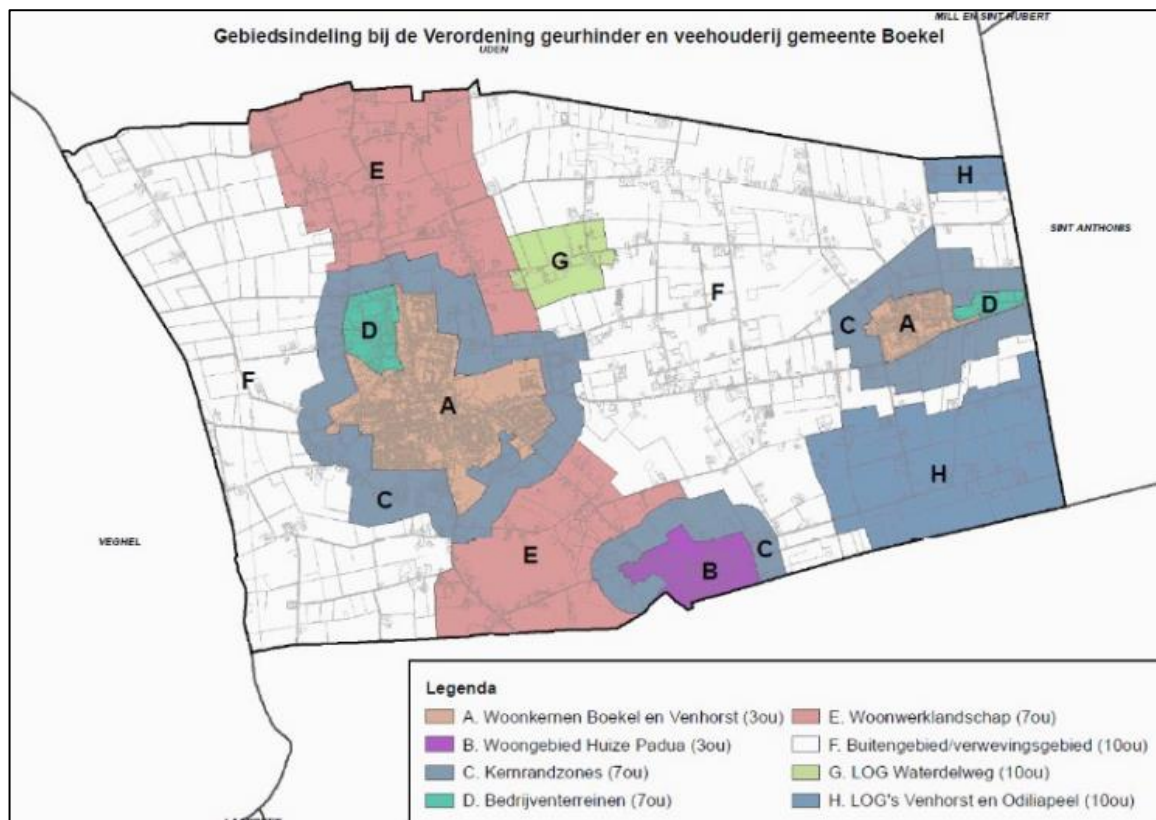 MILL EN SINT HUBERT
Gebiedsindeling bij de Verordening geurhinder en veehouderij gemeente Boekel
UDEN
E
H
SINT ANTHONIS
G
F
D
D
A
C
F
A
H
C
VEGHEL
E
C
B
Legenda
A. Woonkernen Boekel en Venhorst (3ou)
B. Woongebied Huize Padua (3ou)
C. Kernrandzones (7ou)
D. Bedrijventerreinen (7ou)
E. Woonwerklandschap (7ou)
F. Buitengebied/verwevingsgebied (10ou)
G. LOG Waterdelweg (10ou)
H. LOG's Venhorst en Odiliapeel (10ou)